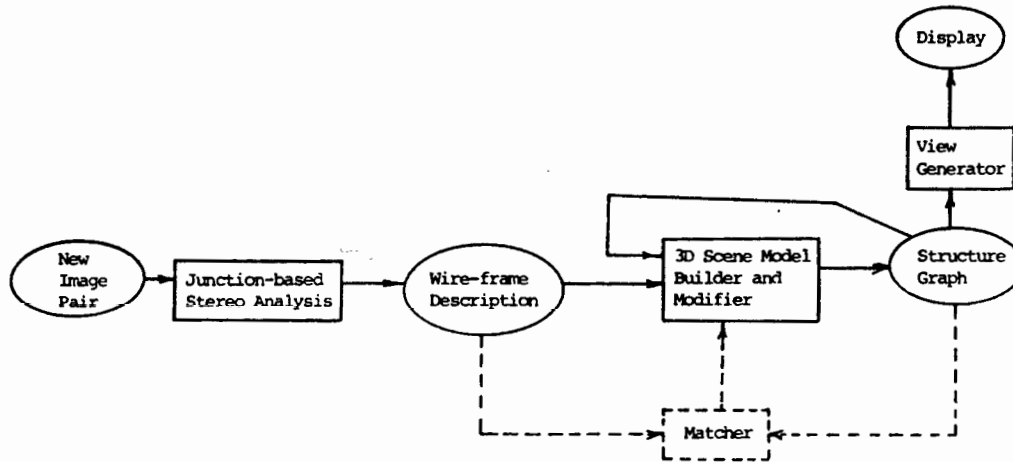 Display
View
Generator
New
Image
Pair
Junction-based
Stereo Analysis
Wire-frame
Description
3D Scene Model
Builder and
Modifier
Structure
Graph
Matcher